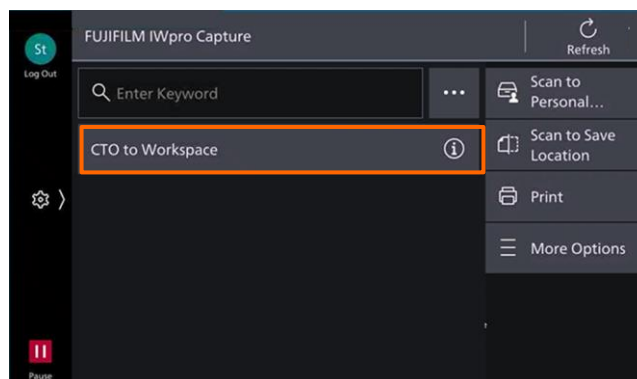 St
Log Out
FUJIFILM IWpro Capture
Refresh
Enter Keyword
...
CTO to Workspace
Scan to
Personal...
Scan to Save
Location
Print
More Options
Pause